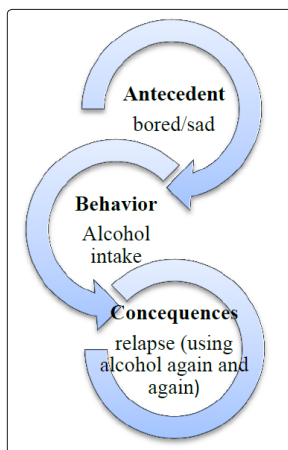 Antecedent
bored/sad
Behavior
Alcohol
intake
Concequences
relapse (using
alcohol again and
again)